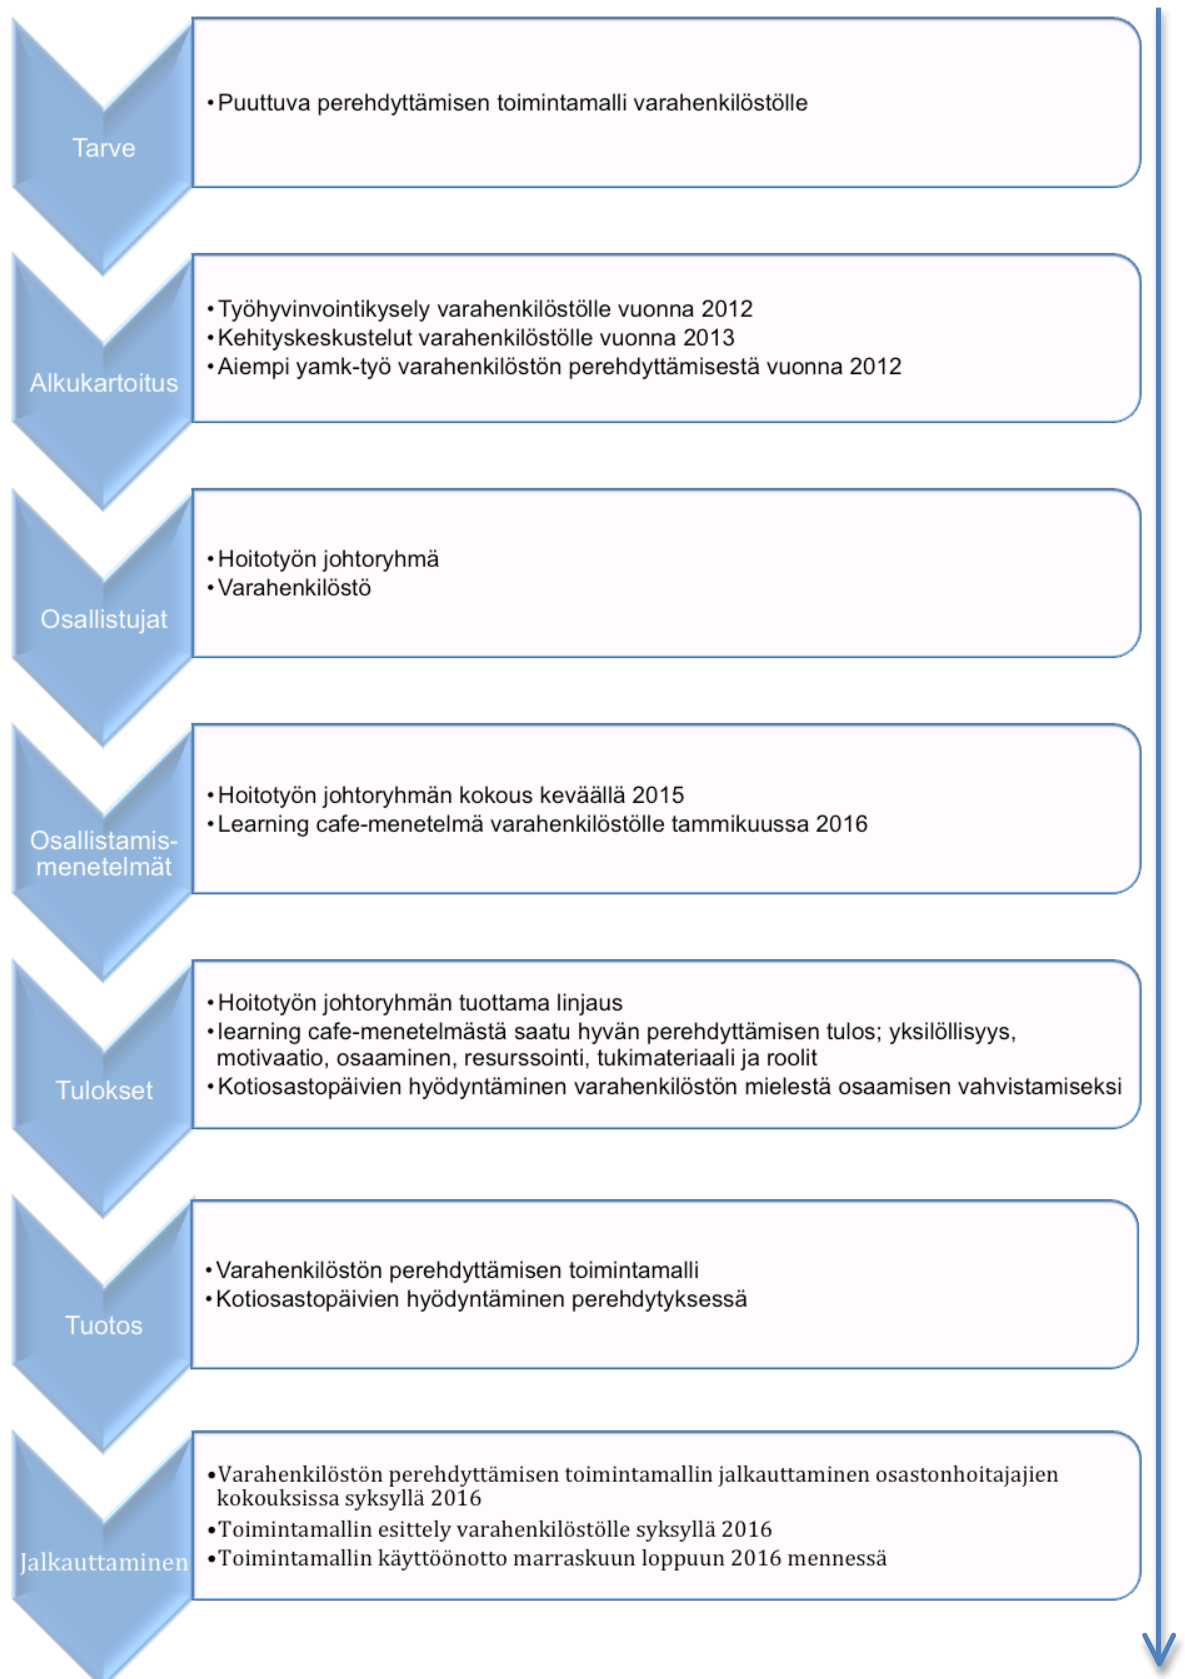 Tarve
•Puuttuva perehdyttämisen toimintamalli varahenkilöstölle
Alkukartoitus
•Työhyvinvointikysely varahenkilöstölle vuonna 2012
•Kehityskeskustelut varahenkilöstölle vuonna 2013
•Aiempi yamk-työ varahenkilöstön perehdyttämisestä vuonna 2012
Osallistujat
•Hoitotyön johtoryhmä
•Varahenkilöstö
Osallistamis-
menetelmät
•Hoitotyön johtoryhmän kokous keväällä 2015
•Learning cafe-menetelmä varahenkilöstölle tammikuussa 2016
Tulokset
•Hoitotyön johtoryhmän tuottama linjaus
•learning cafe-menetelmästä saatu hyvän perehdyttämisen tulos; yksilöllisyys,
motivaatio, osaaminen, resurssointi, tukimateriaali ja roolit
•Kotiosastopäivien hyödyntäminen varahenkilöstön mielestä osaamisen vahvistamiseksi
Tuotos
•Varahenkilöstön perehdyttämisen toimintamalli
•Kotiosastopäivien hyödyntäminen perehdytyksessä
Jalkauttaminen
•Varahenkilöstön perehdyttämisen toimintamallin jalkauttaminen osastonhoitajajien
kokouksissa syksyllä 2016
•Toimintamallin esittely varahenkilöstölle syksyllä 2016
•Toimintamallin käyttöönotto marraskuun loppuun 2016 mennessä